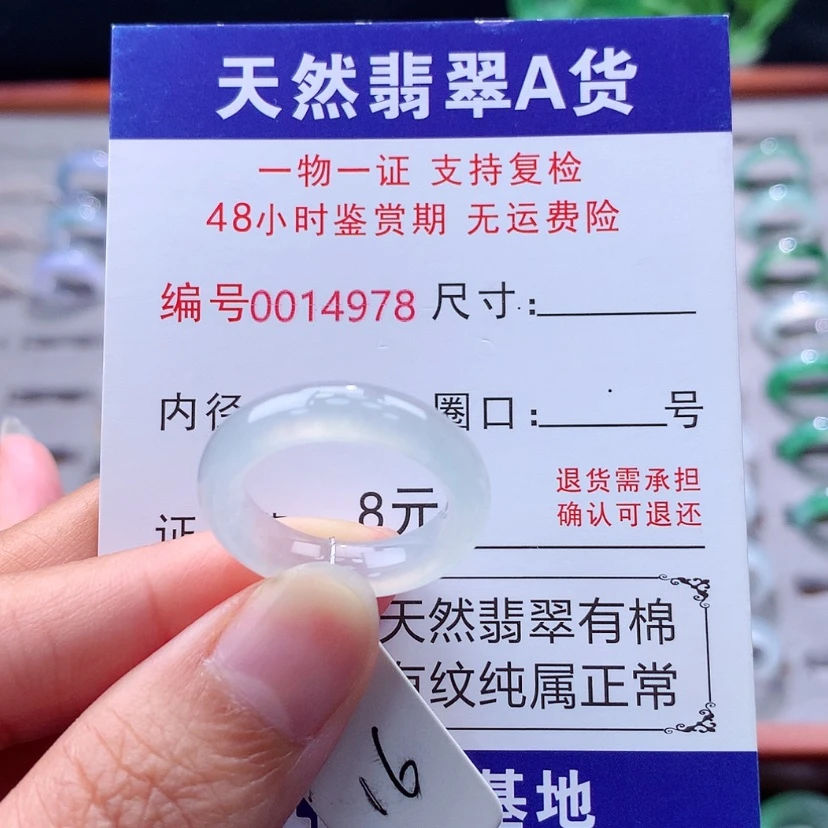 天然翡翠A货
一物一证 支持复检
48小时鉴赏期 无运费险
编号0014978 尺寸:
内径 圈口: 号
退货需承担
证 8元 确认可退还
天然翡翠有棉
纹纯属正常
基地
16